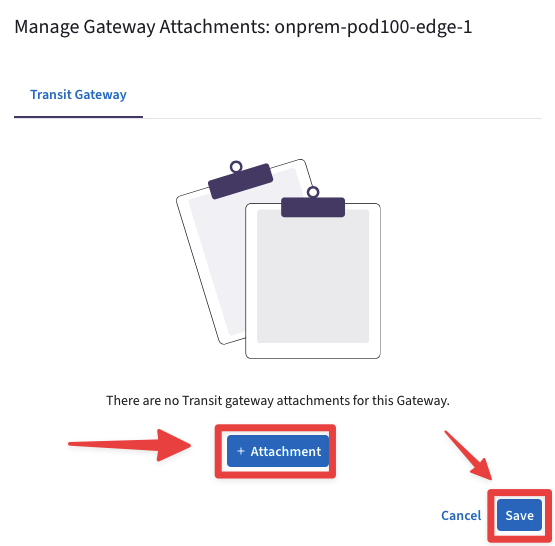 Manage Gateway Attachments: onprem-pod100-edge-1
Transit Gateway
There are no Transit gateway attachments for this Gateway.
+ Attachment
Cancel Save